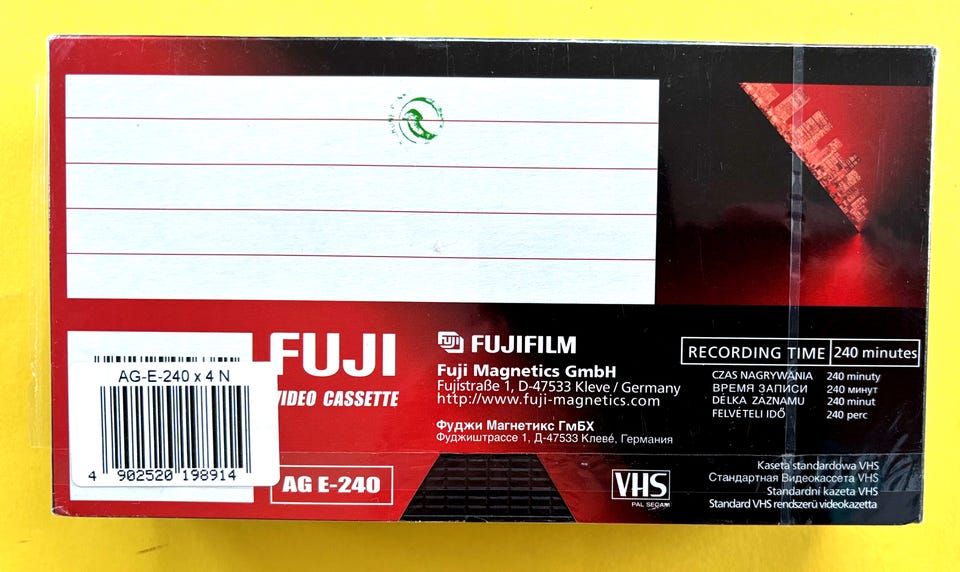 FUJI
VIDEO CASSETTE
AG-E-240 x 4 N
4 902520 198914
AG E-240
FUJI FUJIFILM
Fuji Magnetics GmbH
Fujistraße 1, D-47533 Kleve / Germany
http://www.fuji-magnetics.com
Фуджи Магнетикс ГмБХ
Фуджиштрассе 1, Д-47533 Клеве, Германия
RECORDING TIME 240 minutes
CZAS NAGRYWANIA 240 minuty
ВРЕМЯ ЗАПИСИ 240 минут
DÉLKA ZÁZNAMU 240 minut
FELVÉTELI IDŐ 240 perc
VHS
PAL SECAM
Kaseta standardowa VHS
Стандартная Видеокассета VHS
Standardní kazeta VHS
Standard VHS rendszerű videokazetta